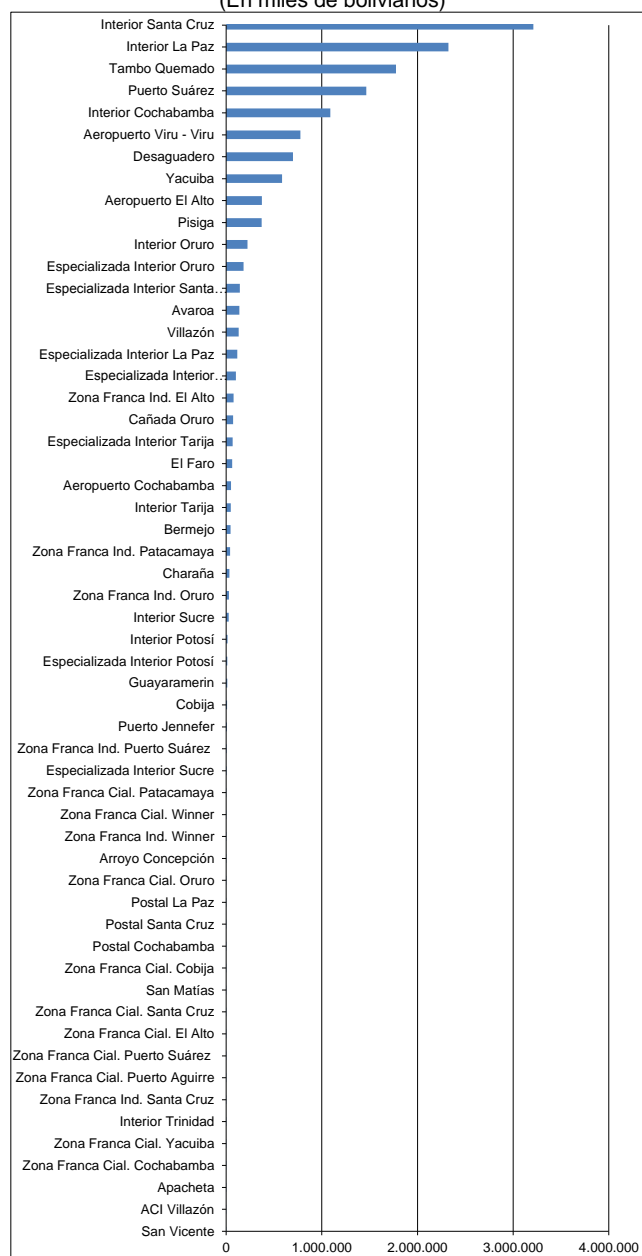 (En miles de bolivianos)
Interior Santa Cruz
Interior La Paz
Tambo Quemado
Puerto Suárez
Interior Cochabamba
Aeropuerto Viru - Viru
Desaguadero
Yacuiba
Aeropuerto El Alto
Pisiga
Interior Oruro
Especializada Interior Oruro
Especializada Interior Santa…
Avaroa
Villazón
Especializada Interior La Paz
Especializada Interior…
Zona Franca Ind. El Alto
Cañada Oruro
Especializada Interior Tarija
El Faro
Aeropuerto Cochabamba
Interior Tarija
Bermejo
Zona Franca Ind. Patacamaya
Charaña
Zona Franca Ind. Oruro
Interior Sucre
Interior Potosí
Especializada Interior Potosí
Guayaramerin
Cobija
Puerto Jennefer
Zona Franca Ind. Puerto Suárez
Especializada Interior Sucre
Zona Franca Cial. Patacamaya
Zona Franca Cial. Winner
Zona Franca Ind. Winner
Arroyo Concepción
Zona Franca Cial. Oruro
Postal La Paz
Postal Santa Cruz
Postal Cochabamba
Zona Franca Cial. Cobija
San Matías
Zona Franca Cial. Santa Cruz
Zona Franca Cial. El Alto
Zona Franca Cial. Puerto Suárez
Zona Franca Cial. Puerto Aguirre
Zona Franca Ind. Santa Cruz
Interior Trinidad
Zona Franca Cial. Yacuiba
Zona Franca Cial. Cochabamba
Apacheta
ACI Villazón
San Vicente
0 1.000.000 2.000.000 3.000.000 4.000.000